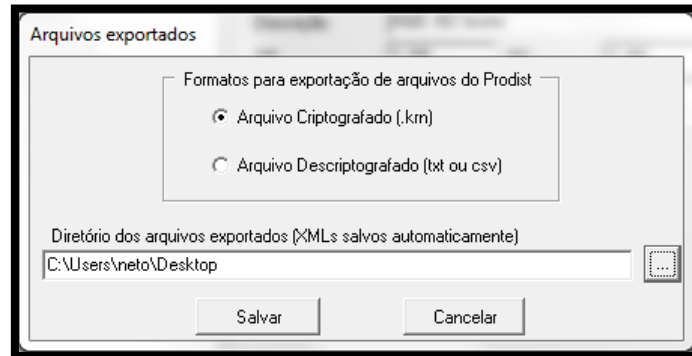 Arquivos exportados
Formatos para exportação de arquivos do Prodist
Arquivo Criptografado (.krn)
Arquivo Descriptografado (txt ou csv)
Diretório dos arquivos exportados (XMLs salvos automaticamente)
C:\Users\neto\Desktop
...
Salvar
Cancelar